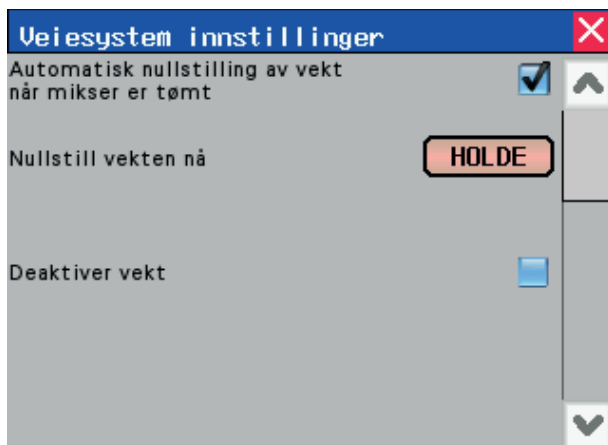 Veiesystem innstillinger
Automatisk nullstilling av vekt
når mikser er tømt
Nullstill vekten nå
HOLDE
Deaktiver vekt